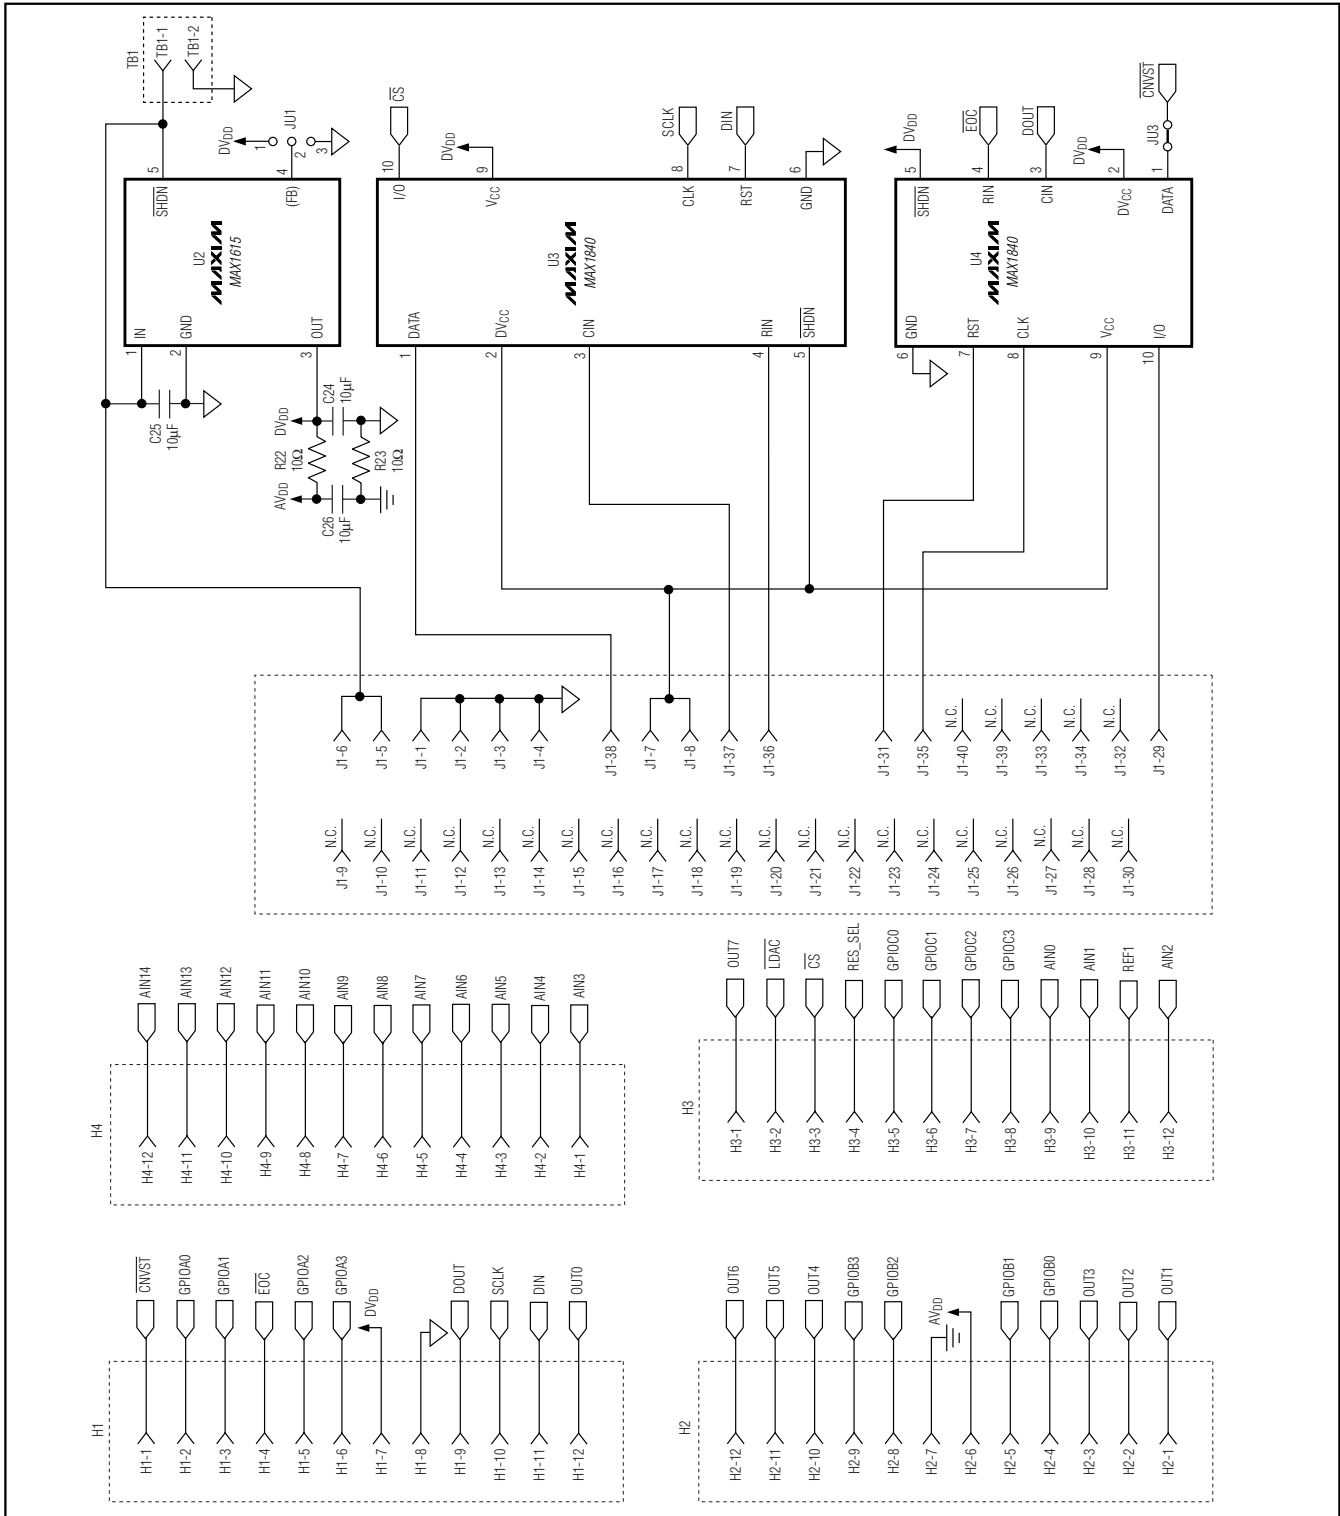 TB1
TB1-1
TB1-2
DVDD
1
2
3
JU1
5
4
SHDN
(FB)
U2
MAXIM
MAX1615
IN
GND
OUT
1
2
3
C25
10µF
DVDD
C24
10µF
R22
10Ω
R23
10Ω
AVDD
C26
10µF
CS
10
I/O
DVDD
9
VCC
SCLK
8
CLK
DIN
7
RST
6
GND
U3
MAXIM
MAX1840
DATA
DVCC
CIN
RIN
SHDN
1
2
3
4
5
DVDD
5
SHDN
EOC
4
RIN
DOUT
3
CIN
DVDD
2
DVCC
CNVST
JU3
1
DATA
U4
MAXIM
MAX1840
GND
RST
CLK
VCC
I/O
6
7
8
9
10
J1-6
J1-5
J1-1
J1-2
J1-3
J1-4
J1-38
J1-7
J1-8
J1-37
J1-36
J1-31
J1-35
J1-40
N.C.
J1-39
N.C.
J1-33
N.C.
J1-34
N.C.
J1-32
N.C.
J1-29
J1-9
N.C.
J1-10
N.C.
J1-11
N.C.
J1-12
N.C.
J1-13
N.C.
J1-14
N.C.
J1-15
N.C.
J1-16
N.C.
J1-17
N.C.
J1-18
N.C.
J1-19
N.C.
J1-20
N.C.
J1-21
N.C.
J1-22
N.C.
J1-23
N.C.
J1-24
N.C.
J1-25
N.C.
J1-26
N.C.
J1-27
N.C.
J1-28
N.C.
J1-30
N.C.
H4
H4-12
AIN14
H4-11
AIN13
H4-10
AIN12
H4-9
AIN11
H4-8
AIN10
H4-7
AIN9
H4-6
AIN8
H4-5
AIN7
H4-4
AIN6
H4-3
AIN5
H4-2
AIN4
H4-1
AIN3
H3
H3-1
OUT7
H3-2
LDAC
H3-3
CS
H3-4
RES_SEL
H3-5
GPIOC0
H3-6
GPIOC1
H3-7
GPIOC2
H3-8
GPIOC3
H3-9
AIN0
H3-10
AIN1
H3-11
REF1
H3-12
AIN2
H1
H1-1
CNVST
H1-2
GPIOA0
H1-3
GPIOA1
H1-4
EOC
H1-5
GPIOA2
H1-6
GPIOA3
H1-7
DVDD
H1-8
H1-9
DOUT
H1-10
SCLK
H1-11
DIN
H1-12
OUT0
H2
H2-12
OUT6
H2-11
OUT5
H2-10
OUT4
H2-9
GPIOB3
H2-8
GPIOB2
H2-7
H2-6
AVDD
H2-5
GPIOB1
H2-4
GPIOB0
H2-3
OUT3
H2-2
OUT2
H2-1
OUT1